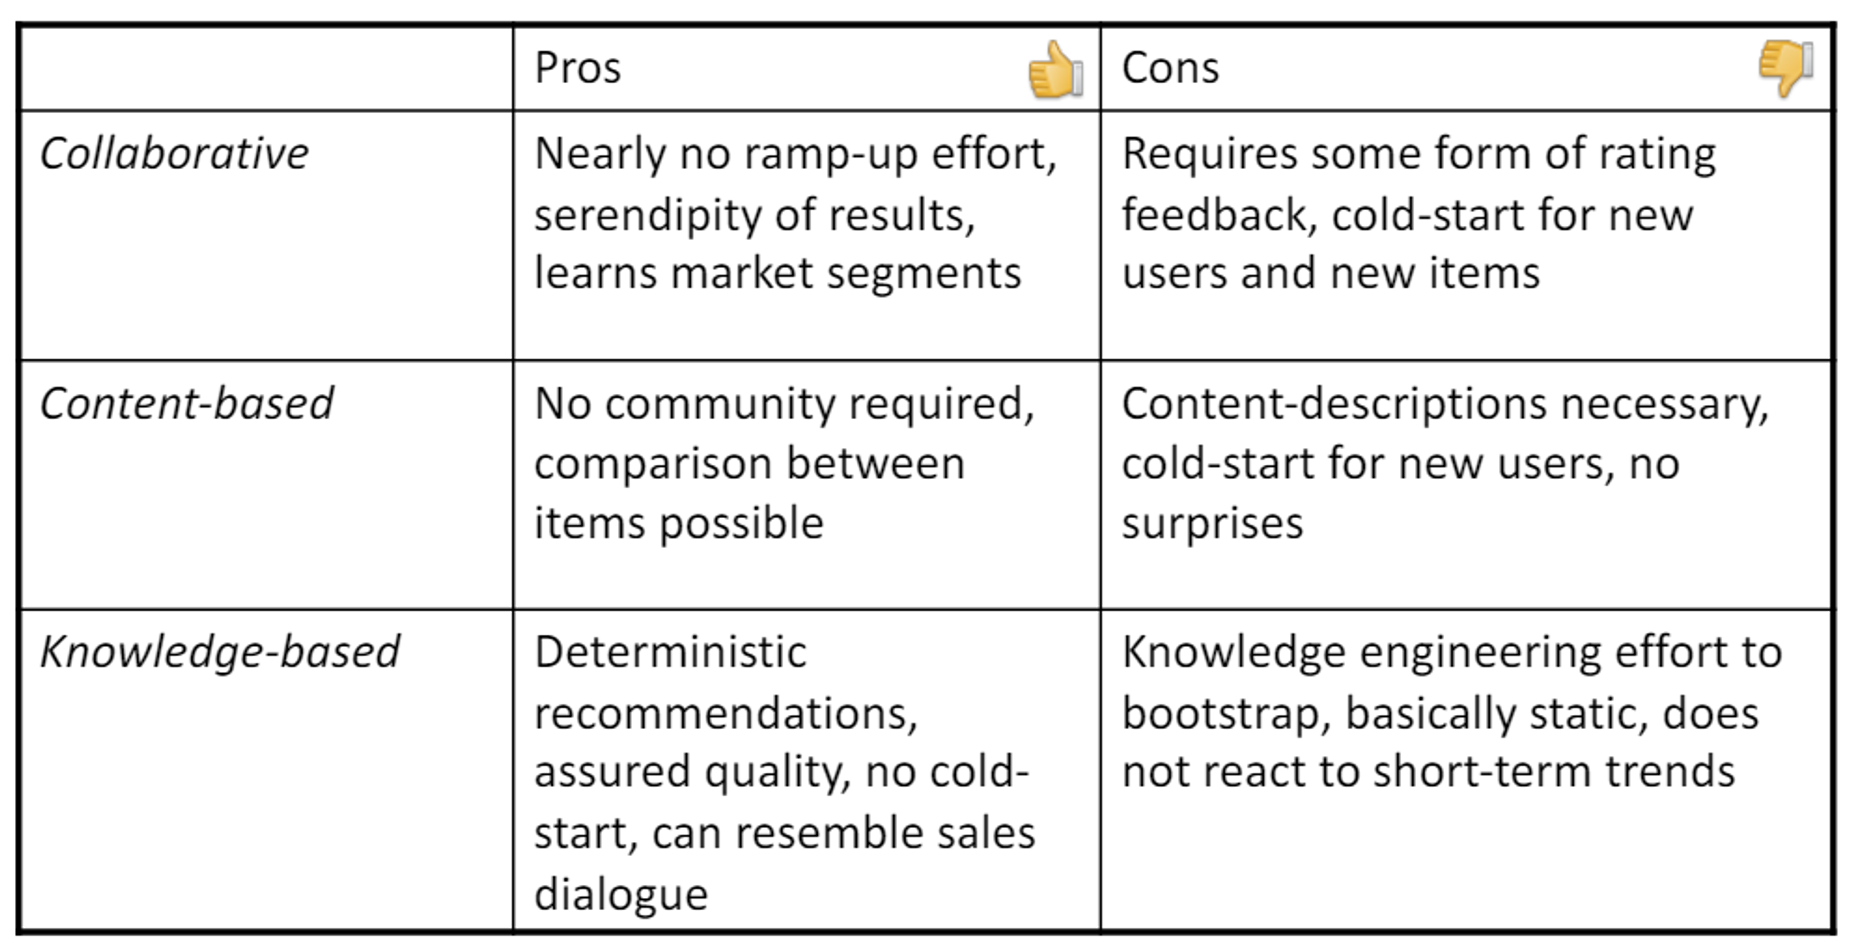 Pros
Cons
Collaborative
Nearly no ramp-up effort,
serendipity of results,
learns market segments
Requires some form of rating
feedback, cold-start for new
users and new items
Content-based
No community required,
comparison between
items possible
Content-descriptions necessary,
cold-start for new users, no
surprises
Knowledge-based
Deterministic
recommendations,
assured quality, no cold-
start, can resemble sales
dialogue
Knowledge engineering effort to
bootstrap, basically static, does
not react to short-term trends